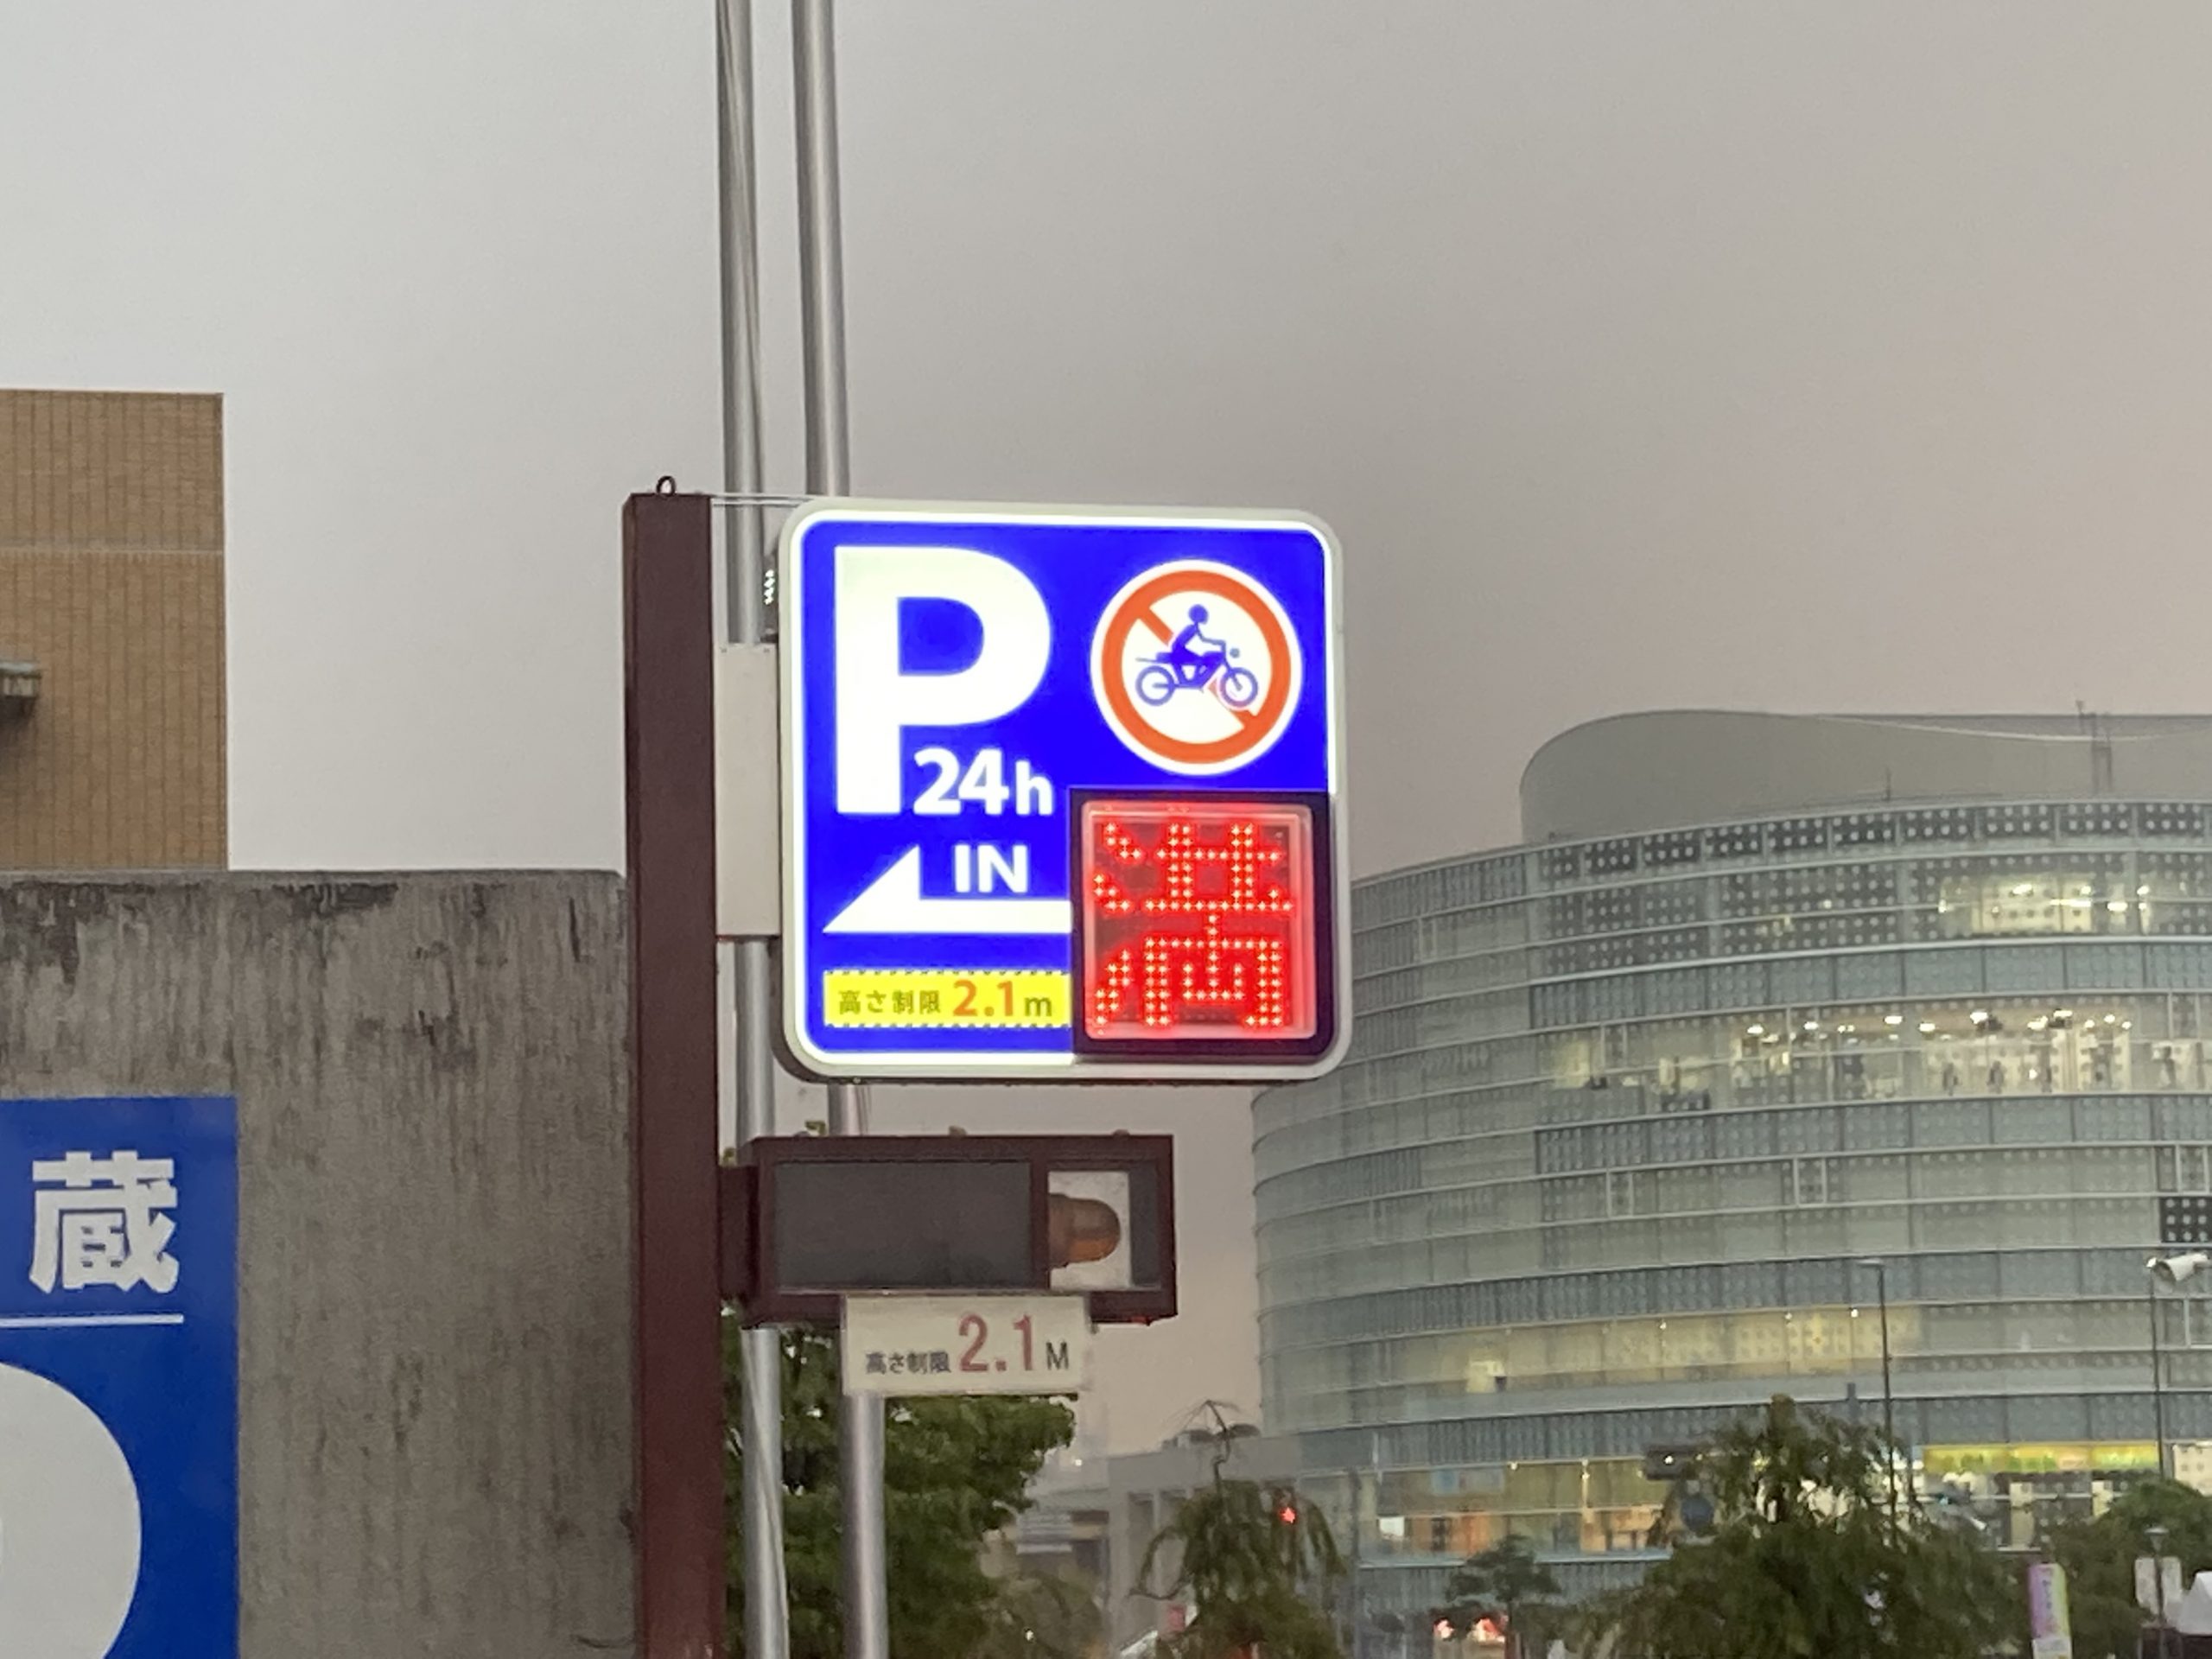 P
24h
IN
満
高さ制限 2.1m
高さ制限 2.1M
蔵